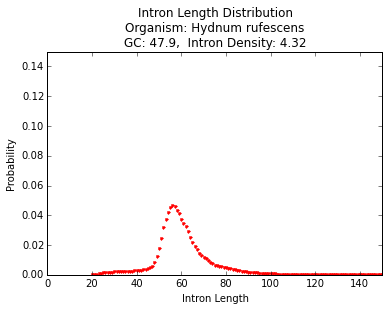 Intron Length Distribution
Organism: Hydnum rufescens
GC: 47.9,  Intron Density: 4.32
0.14
0.12
0.10
0.08
0.06
0.04
0.02
0.00
Probability
0 20 40 60 80 100 120 140
Intron Length